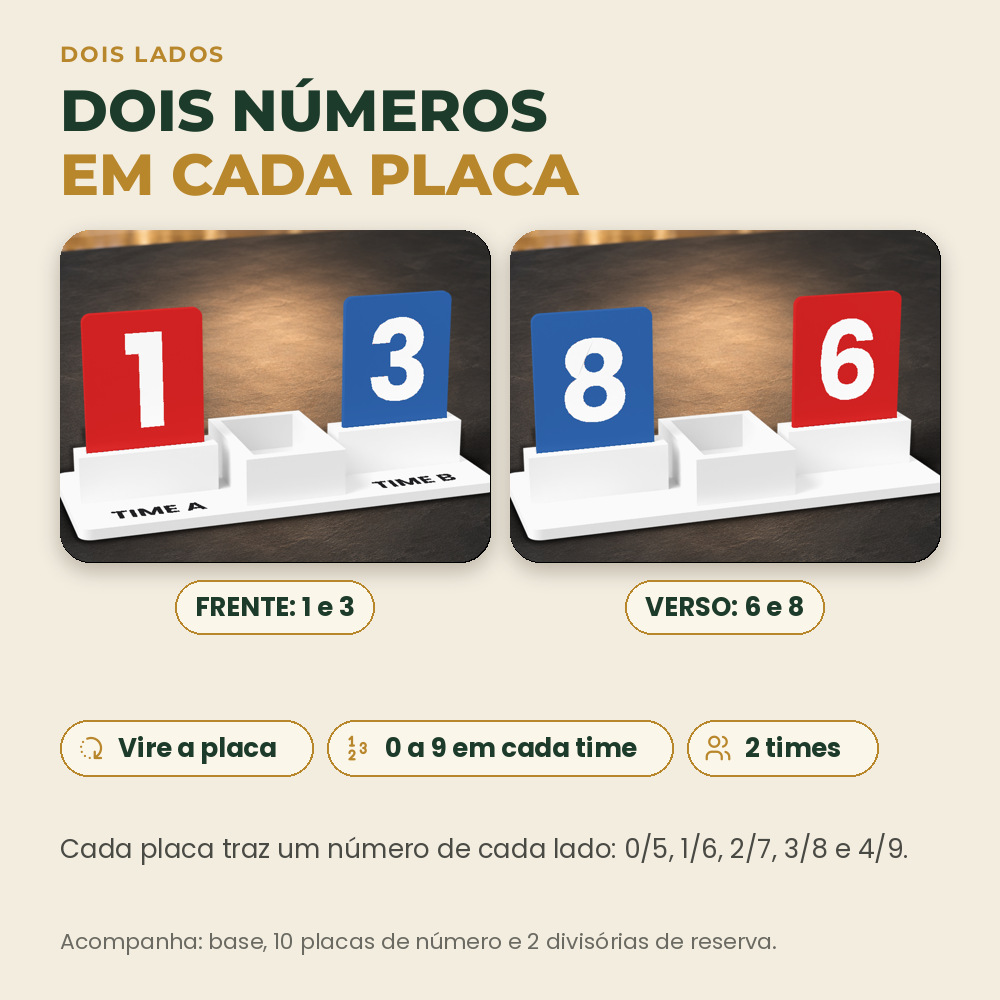 DOIS LADOS
DOIS NÚMEROS
EM CADA PLACA
1
3
TIME A
TIME B
8
6
FRENTE: 1 e 3
VERSO: 6 e 8
1 2 3
Vire a placa
0 a 9 em cada time
2 times
Cada placa traz um número de cada lado: 0/5, 1/6, 2/7, 3/8 e 4/9.
Acompanha: base, 10 placas de número e 2 divisórias de reserva.